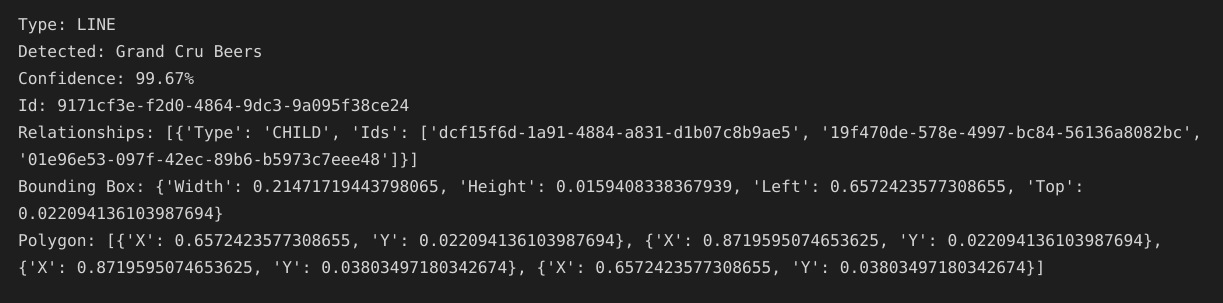 Type: LINE
Detected: Grand Cru Beers
Confidence: 99.67%
Id: 9171cf3e-f2d0-4864-9dc3-9a095f38ce24
Relationships: [{'Type': 'CHILD', 'Ids': ['dcf15f6d-1a91-4884-a831-d1b07c8b9ae5', '19f470de-578e-4997-bc84-56136a8082bc',
'01e96e53-097f-42ec-89b6-b5973c7eee48']}]
Bounding Box: {'Width': 0.21471719443798065, 'Height': 0.0159408338367939, 'Left': 0.6572423577308655, 'Top':
0.022094136103987694}
Polygon: [{'X': 0.6572423577308655, 'Y': 0.022094136103987694}, {'X': 0.8719595074653625, 'Y': 0.022094136103987694},
{'X': 0.8719595074653625, 'Y': 0.03803497180342674}, {'X': 0.6572423577308655, 'Y': 0.03803497180342674}]